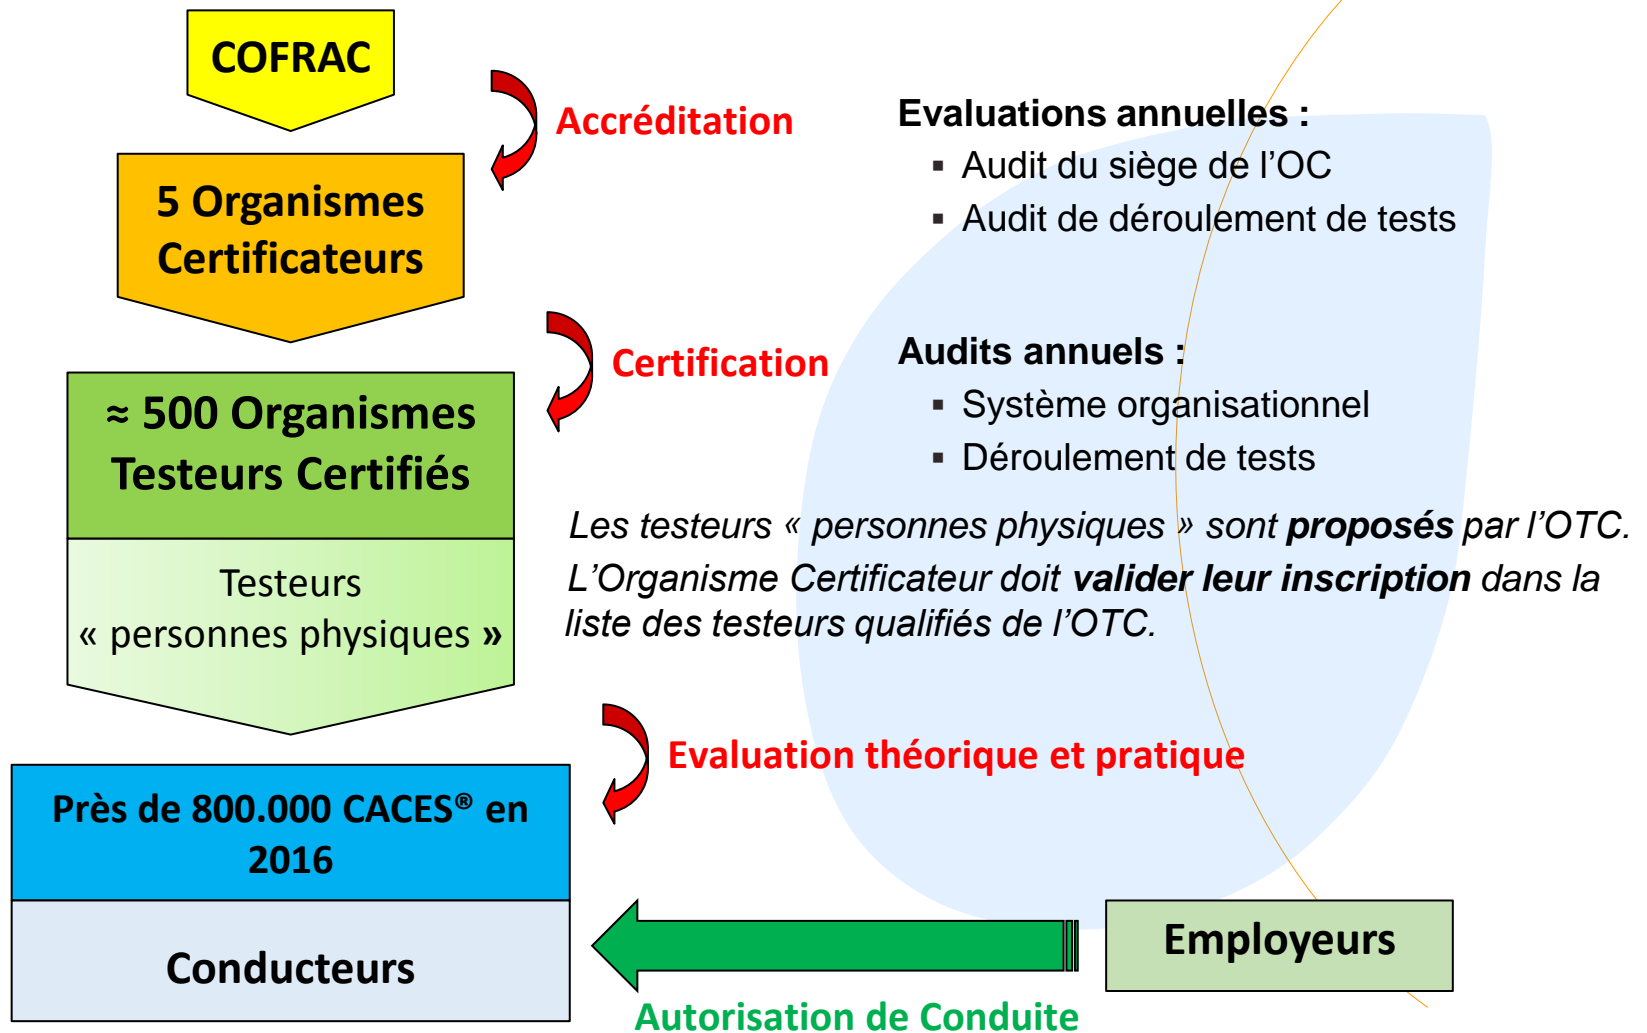 COFRAC
Accréditation
Evaluations annuelles :
▪ Audit du siège de l’OC
▪ Audit de déroulement de tests
5 Organismes
Certificateurs
Certification
Audits annuels :
▪ Système organisationnel
▪ Déroulement de tests
≈ 500 Organismes
Testeurs Certifiés
Les testeurs « personnes physiques » sont proposés par l’OTC.
L’Organisme Certificateur doit valider leur inscription dans la
liste des testeurs qualifiés de l’OTC.
Testeurs
« personnes physiques »
Evaluation théorique et pratique
Près de 800.000 CACES® en
2016
Conducteurs
Employeurs
Autorisation de Conduite